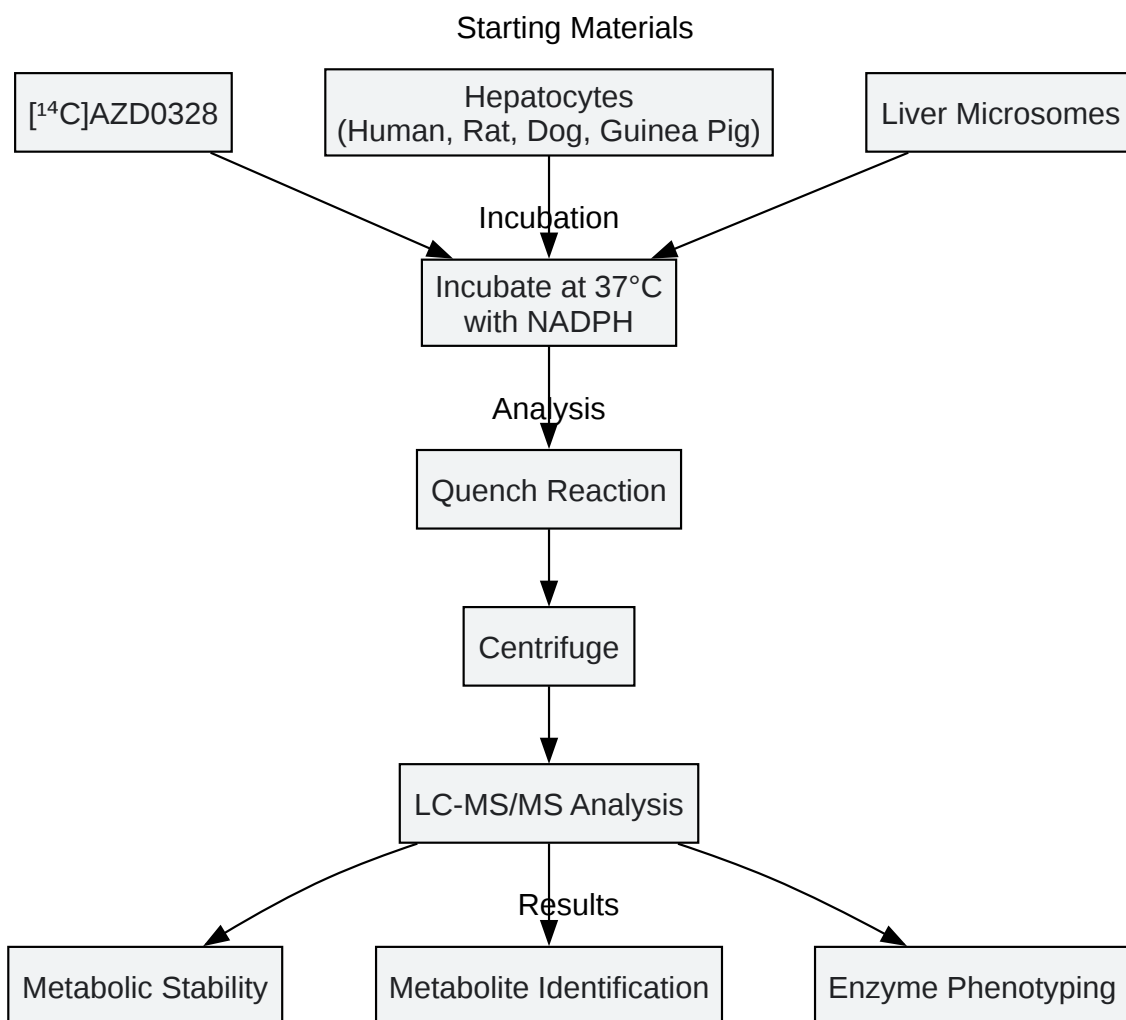 Starting Materials
[¹⁴C]AZD0328
Hepatocytes
(Human, Rat, Dog, Guinea Pig)
Liver Microsomes
Incubation
Incubate at 37°C
with NADPH
Analysis
Quench Reaction
Centrifuge
LC-MS/MS Analysis
Results
Metabolic Stability
Metabolite Identification
Enzyme Phenotyping